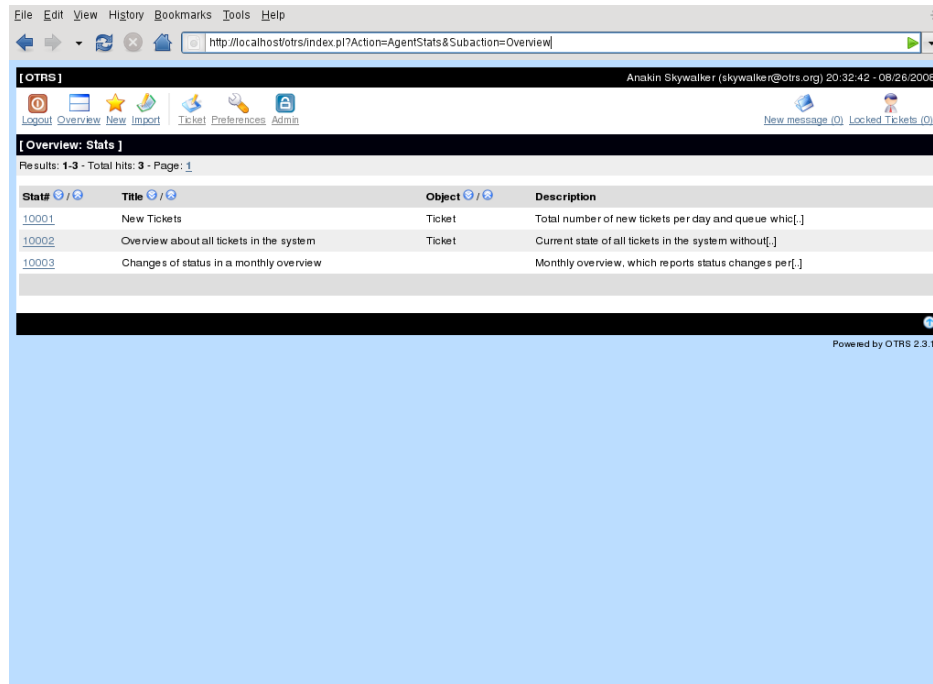 File Edit View History Bookmarks Tools Help
http://localhost/otrs/index.pl?Action=AgentStats&Subaction=Overview
[ OTRS ] Anakin Skywalker (skywalker@otrs.org) 20:32:42 - 08/26/2008
Logout Overview New Import Ticket Preferences Admin New message (0) Locked Tickets (0)
[ Overview: Stats ]
Results: 1-3 - Total hits: 3 - Page: 1
Stat# / Title / Object / Description
10001 New Tickets Ticket Total number of new tickets per day and queue whic[..]
10002 Overview about all tickets in the system Ticket Current state of all tickets in the system without[..]
10003 Changes of status in a monthly overview Monthly overview, which reports status changes per[..]
Powered by OTRS 2.3.1